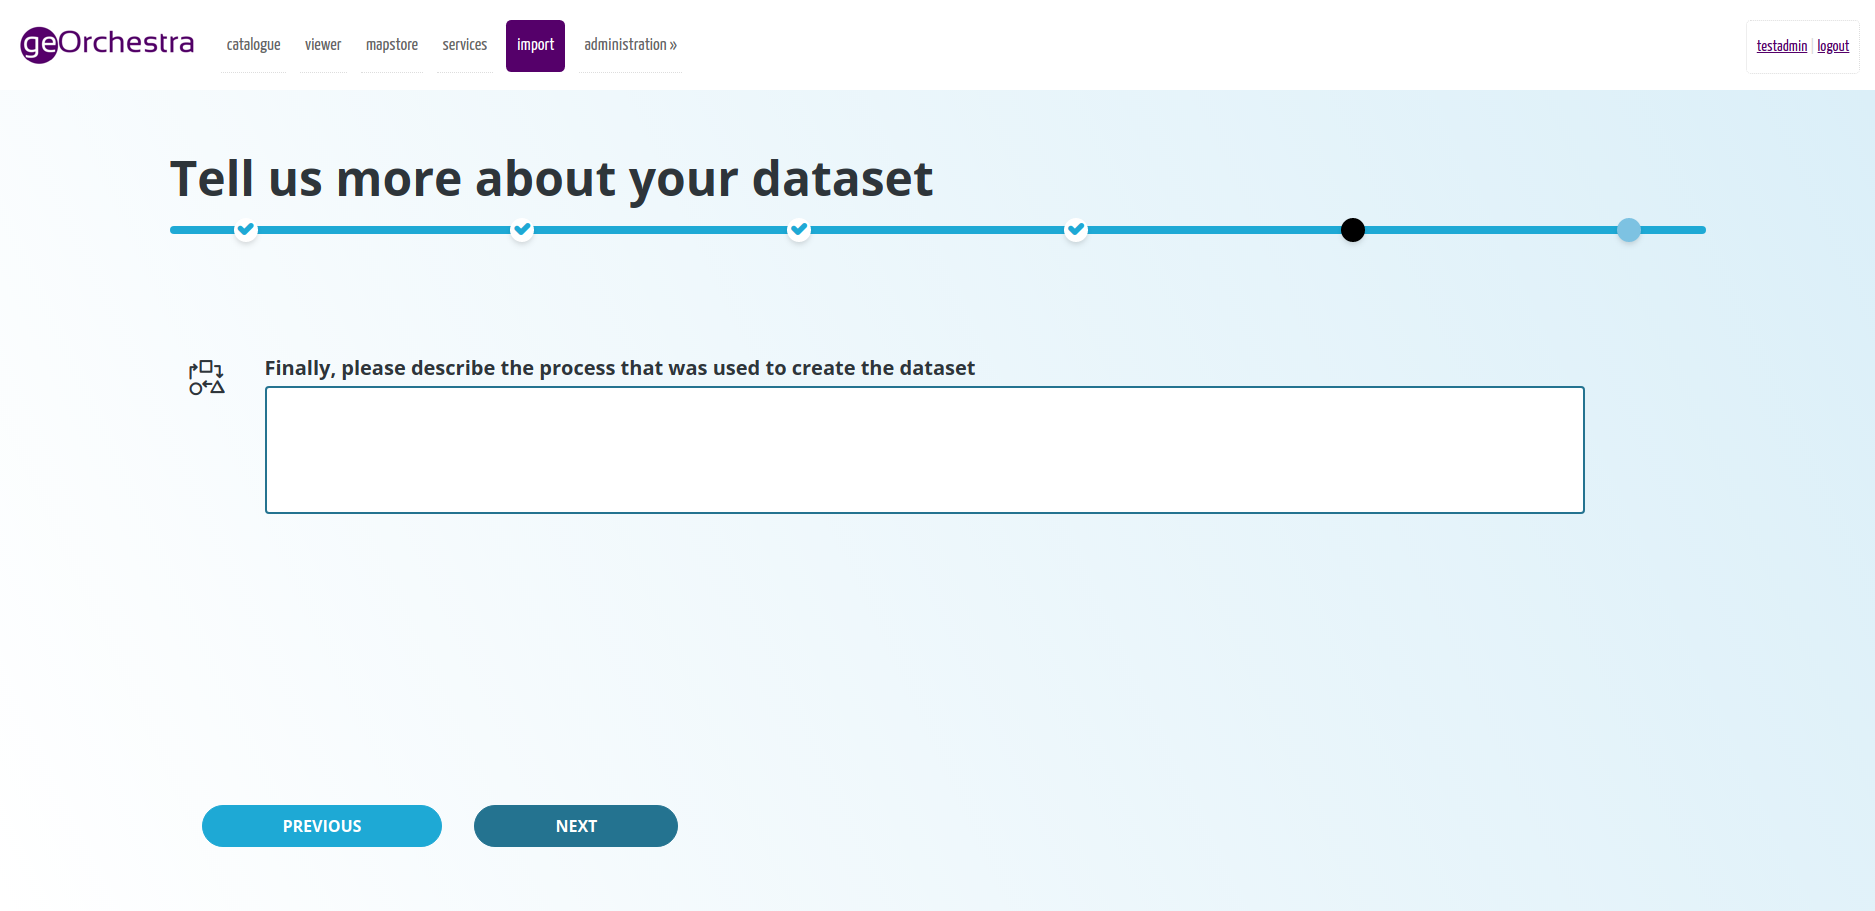 geOrchestra catalogue viewer mapstore services import administration » testadmin | logout
Tell us more about your dataset
Finally, please describe the process that was used to create the dataset
PREVIOUS NEXT